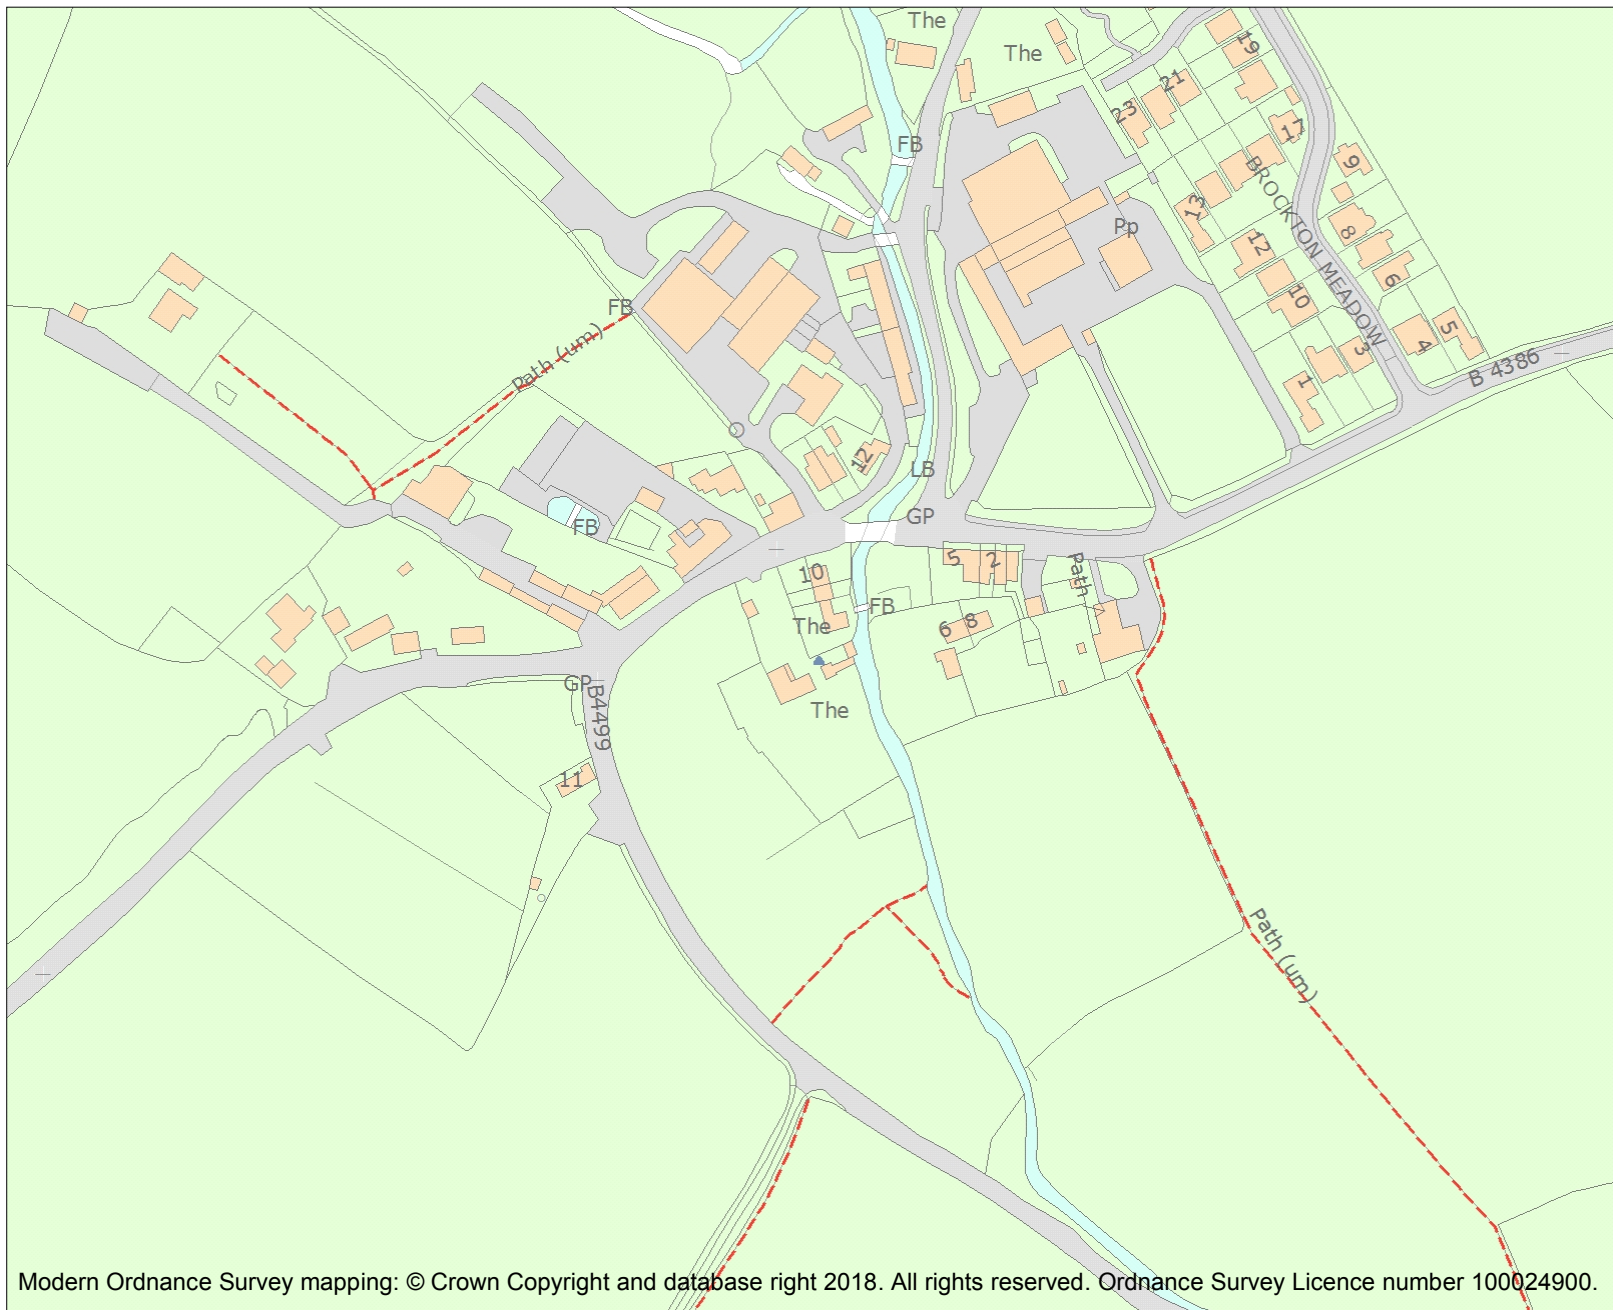 The
The
19
21
23
17
FB
9
BROCKTON MEADOW
13
Pp
12
8
6
10
FB
Path (um)
5
4
3
1
B 4386
12
LB
GP
FB
5
2
Path
10
FB
The
6
8
GP
B4499
The
11
Path (um)
Modern Ordnance Survey mapping: © Crown Copyright and database right 2018. All rights reserved. Ordnance Survey Licence number 100024900.